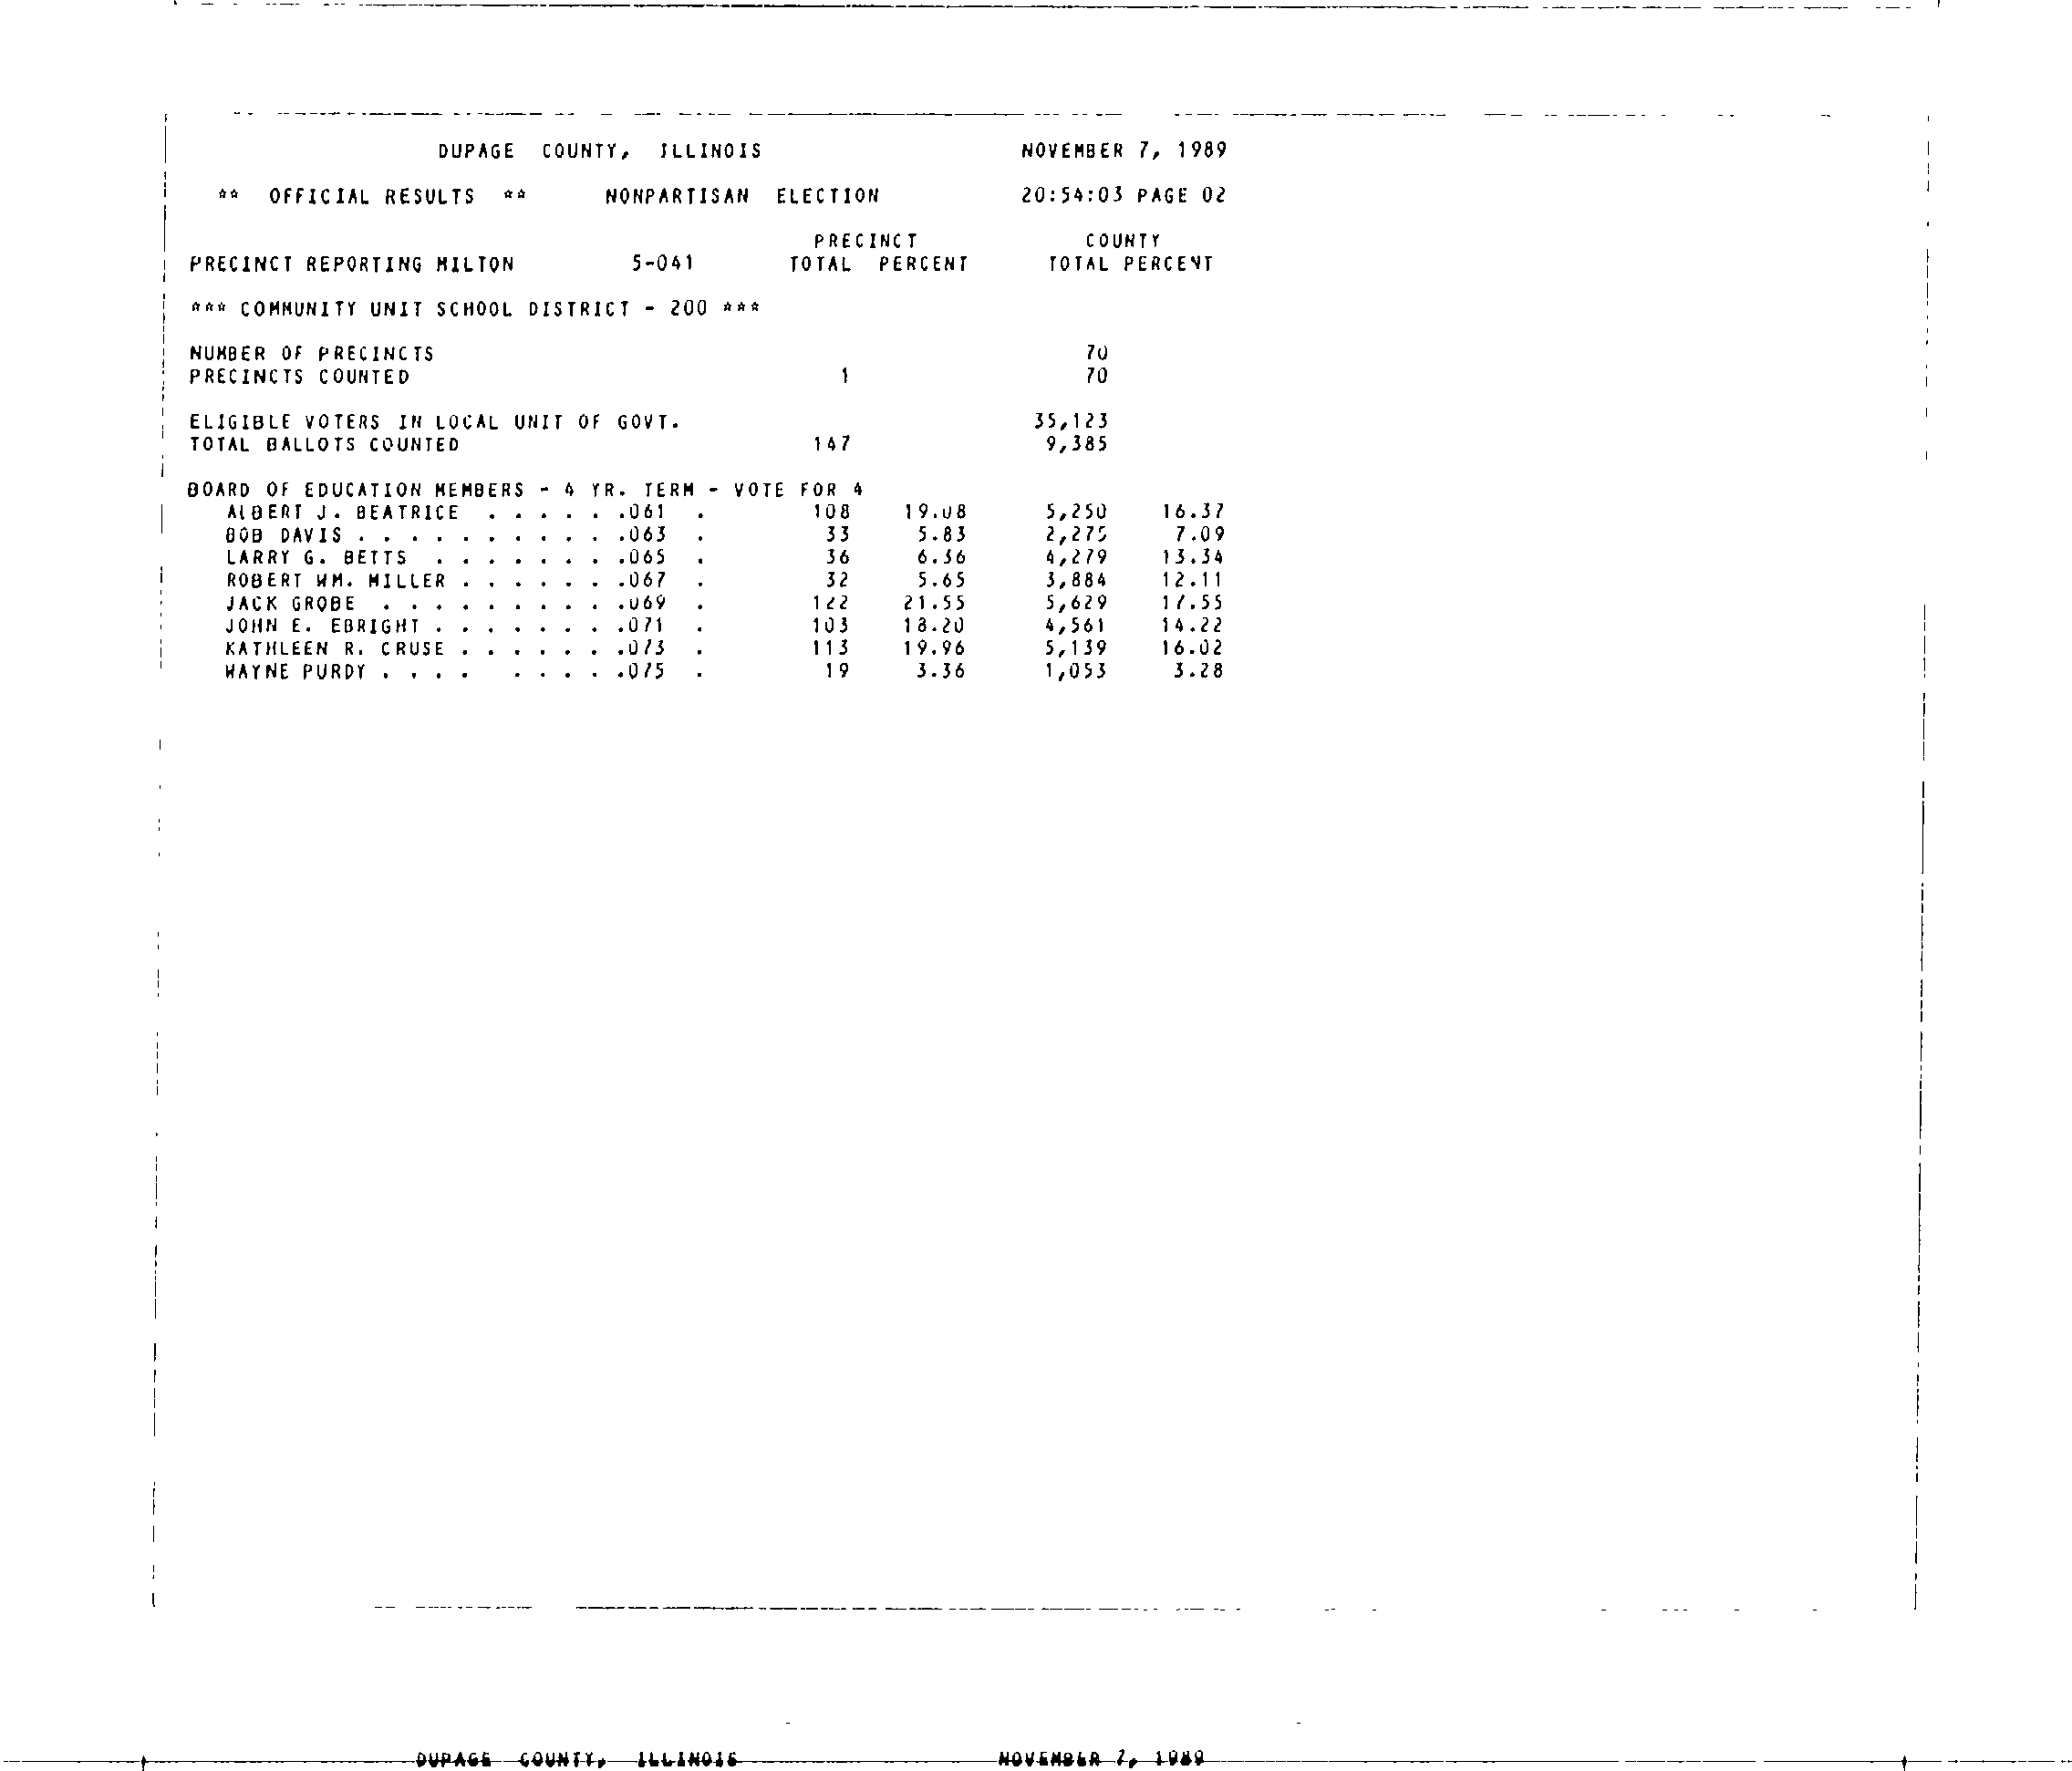 DUPAGE COUNTY, ILLINOIS NOVEMBER 7, 1989
** OFFICIAL RESULTS ** NONPARTISAN ELECTION 20:54:03 PAGE 02
PRECINCT COUNTY
PRECINCT REPORTING MILTON 5-041 TOTAL PERCENT TOTAL PERCENT
*** COMMUNITY UNIT SCHOOL DISTRICT - 200 ***
NUMBER OF PRECINCTS 70
PRECINCTS COUNTED 1 70
ELIGIBLE VOTERS IN LOCAL UNIT OF GOVT. 35,123
TOTAL BALLOTS COUNTED 147 9,385
BOARD OF EDUCATION MEMBERS - 4 YR. TERM - VOTE FOR 4
ALBERT J. BEATRICE . . . . . .061 . 108 19.08 5,250 16.37
BOB DAVIS . . . . . . . . . . .063 . 33 5.83 2,275 7.09
LARRY G. BETTS . . . . . . . .065 . 36 6.36 4,279 13.34
ROBERT WM. MILLER . . . . . . .067 . 32 5.65 3,884 12.11
JACK GROBE . . . . . . . . . .069 . 122 21.55 5,629 17.55
JOHN E. EBRIGHT . . . . . . . .071 . 103 18.20 4,561 14.22
KATHLEEN R. CRUSE . . . . . . .073 . 113 19.96 5,139 16.02
WAYNE PURDY . . . . . . . . .075 . 19 3.36 1,053 3.28
DUPAGE COUNTY, ILLINOIS NOVEMBER 7, 1989